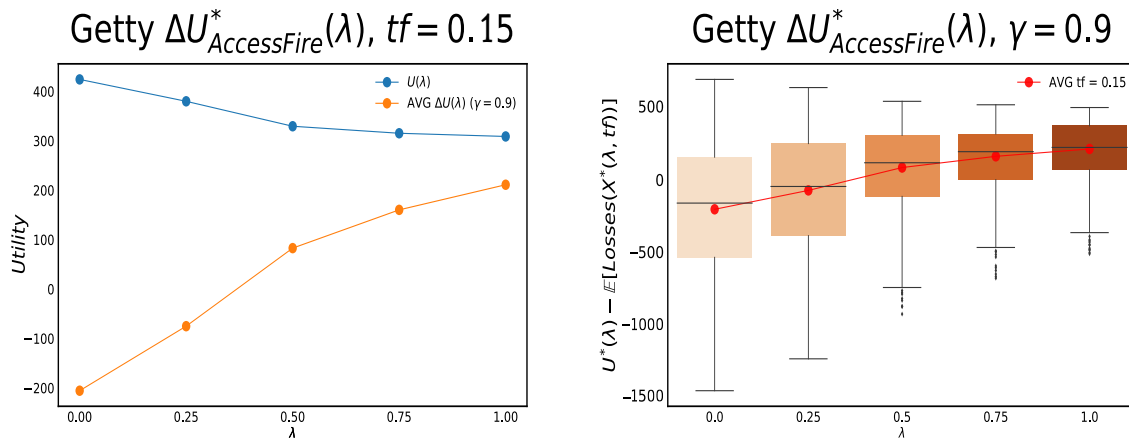 Getty ΔU*AccessFire(λ), tf = 0.15
U(λ)
AVG ΔU(λ) (γ=0.9)
Utility
400
300
200
100
0
−100
−200
0.00 0.25 0.50 0.75 1.00
λ
Getty ΔU*AccessFire(λ), γ = 0.9
AVG tf = 0.15
U*(λ) − 𝔼[Losses(X*(λ, tf))]
500
0
−500
−1000
−1500
0.0 0.25 0.5 0.75 1.0
λ